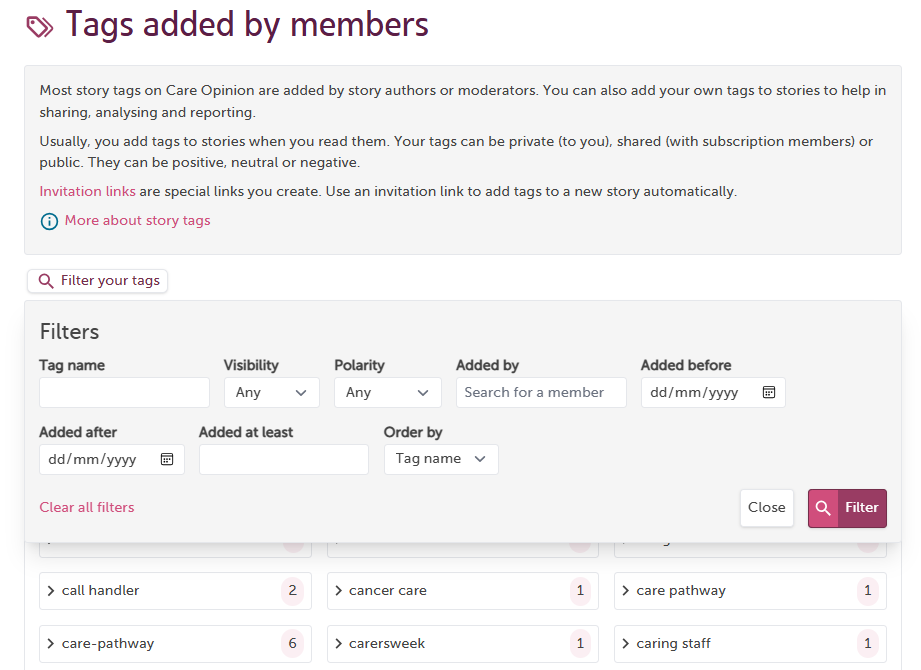 Tags added by members
Most story tags on Care Opinion are added by story authors or moderators. You can also add your own tags to stories to help in
sharing, analysing and reporting.
Usually, you add tags to stories when you read them. Your tags can be private (to you), shared (with subscription members) or
public. They can be positive, neutral or negative.
Invitation links are special links you create. Use an invitation link to add tags to a new story automatically.
More about story tags
Filter your tags
Filters
Tag name Visibility Polarity Added by Added before
Any Any Search for a member dd/mm/yyyy
Added after Added at least Order by
dd/mm/yyyy Tag name
Clear all filters Close Filter
call handler 2 cancer care 1 care pathway 1
care-pathway 6 carersweek 1 caring staff 1